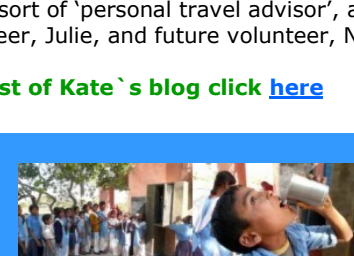 sort of ‘personal travel advisor’, a
eer, Julie, and future volunteer, N
st of Kate`s blog click here